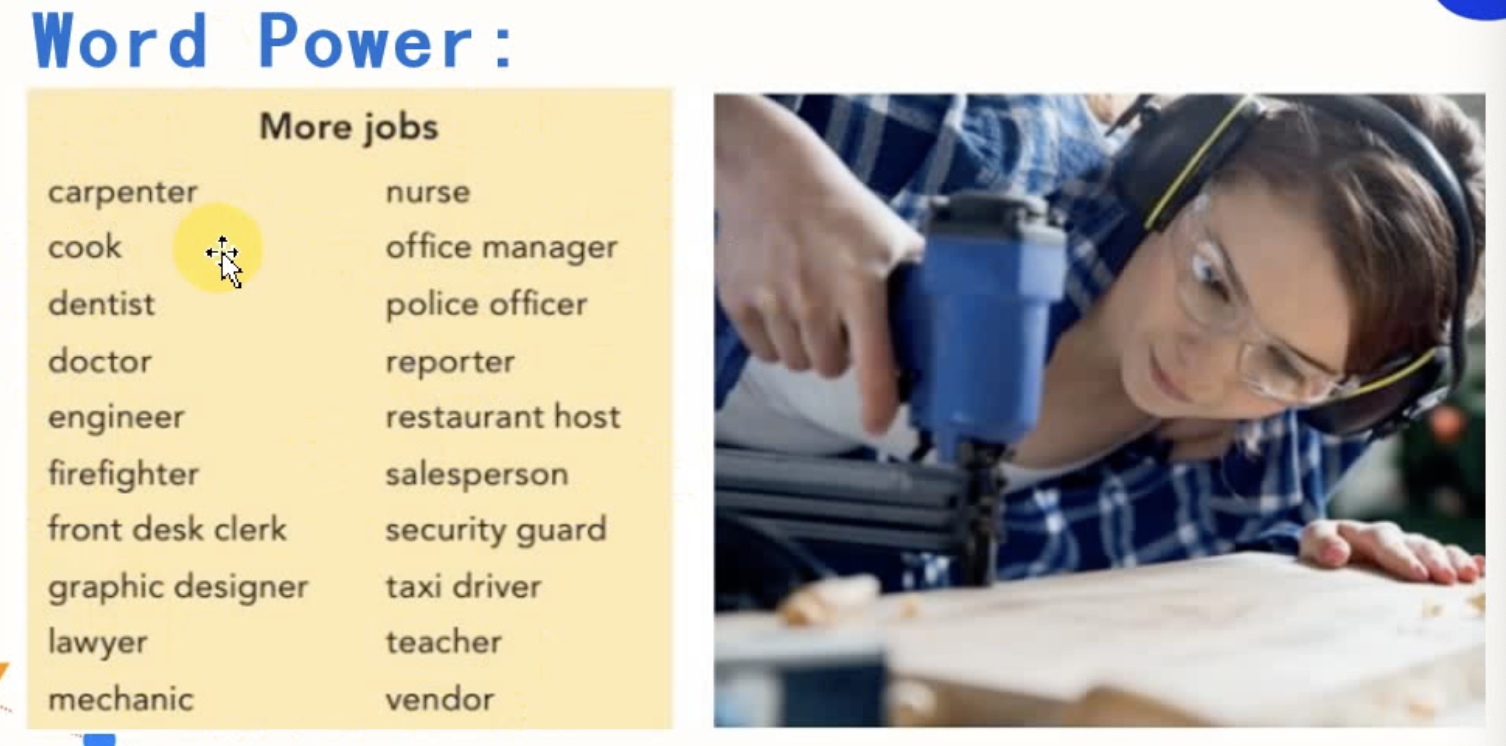 Word Power:
More jobs
carpenter
cook
dentist
doctor
engineer
firefighter
front desk clerk
graphic designer
lawyer
mechanic
nurse
office manager
police officer
reporter
restaurant host
salesperson
security guard
taxi driver
teacher
vendor